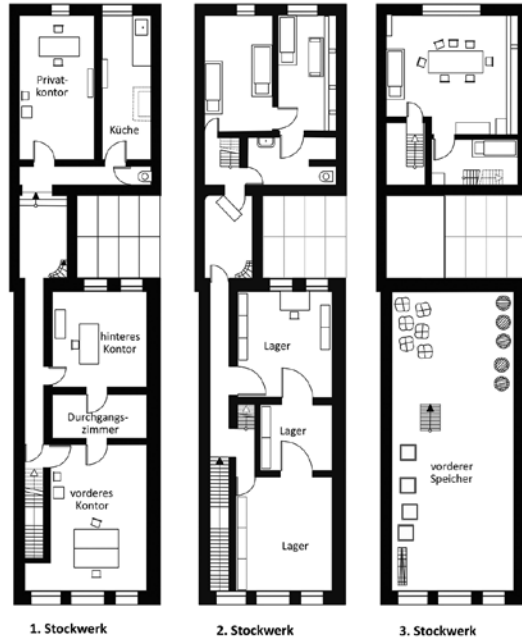 Privat-
kontor
Küche
hinteres
Kontor
Durchgangs-
zimmer
vorderes
Kontor
1. Stockwerk
Lager
Lager
Lager
2. Stockwerk
vorderer
Speicher
3. Stockwerk